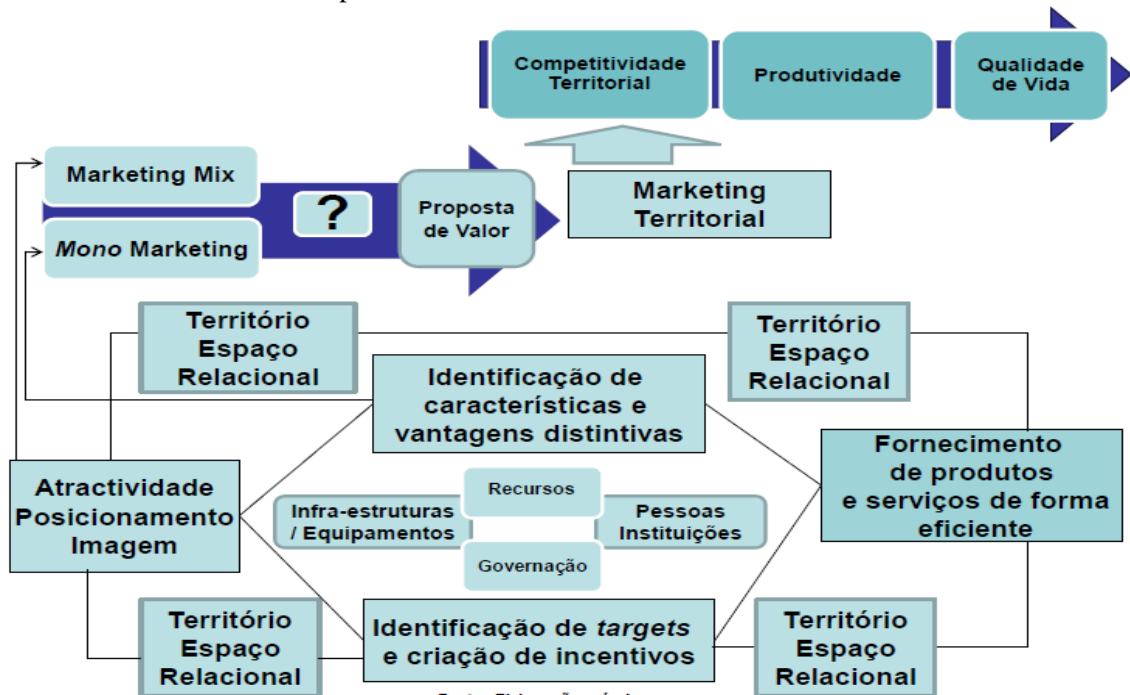 Competitividade
Territorial
Produtividade
Qualidade
de Vida
Marketing Mix
Mono Marketing
?
Proposta
de Valor
Marketing
Territorial
Território
Espaço
Relacional
Território
Espaço
Relacional
Identificação de
características e
vantagens distintivas
Atractividade
Posicionamento
Imagem
Recursos
Infra-estruturas
/ Equipamentos
Pessoas
Instituições
Governação
Fornecimento
de produtos
e serviços de forma
eficiente
Território
Espaço
Relacional
Identificação de targets
e criação de incentivos
Território
Espaço
Relacional